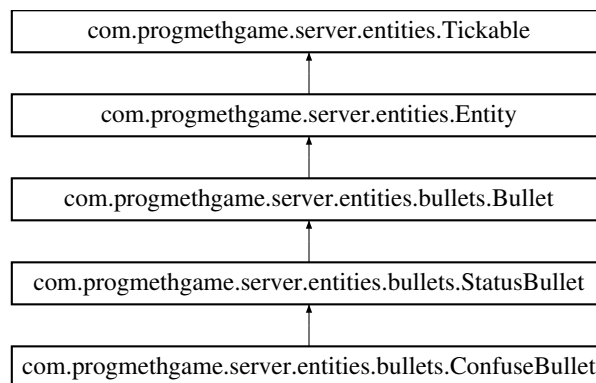 com.progmethgame.server.entities.Tickable
com.progmethgame.server.entities.Entity
com.progmethgame.server.entities.bullets.Bullet
com.progmethgame.server.entities.bullets.StatusBullet
com.progmethgame.server.entities.bullets.ConfuseBullet